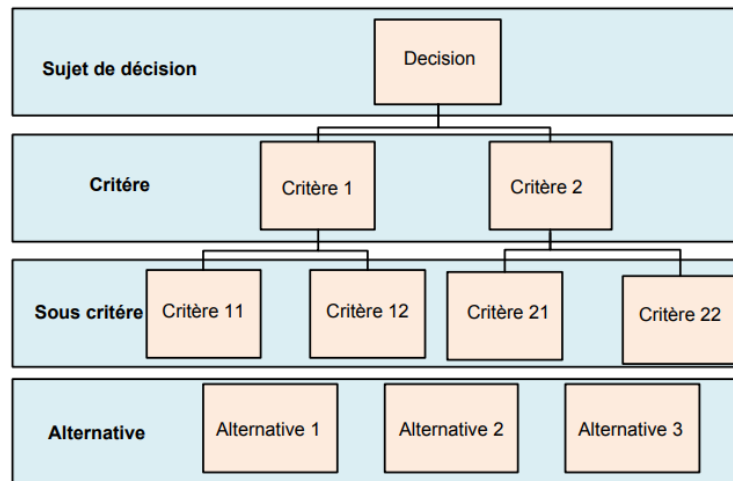 Sujet de décision
Decision
Critére
Critère 1
Critère 2
Sous critére
Critère 11
Critère 12
Critère 21
Critère 22
Alternative
Alternative 1
Alternative 2
Alternative 3